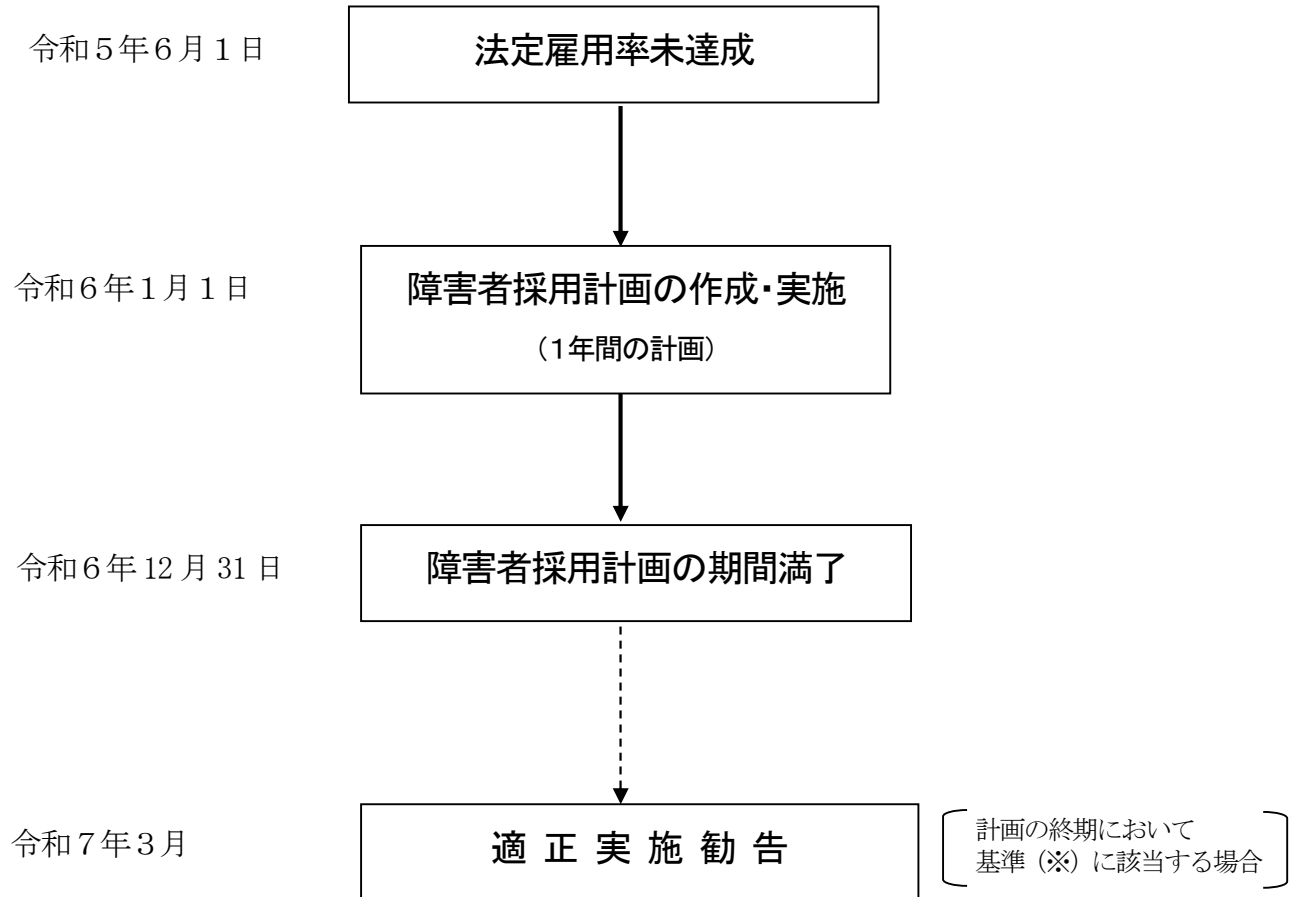 令和５年６月１日
法定雇用率未達成
令和６年１月１日
障害者採用計画の作成・実施
（１年間の計画）
令和６年 12 月 31 日
障害者採用計画の期間満了
令和７年３月
適 正 実 施 勧 告
計画の終期において
基準（※）に該当する場合